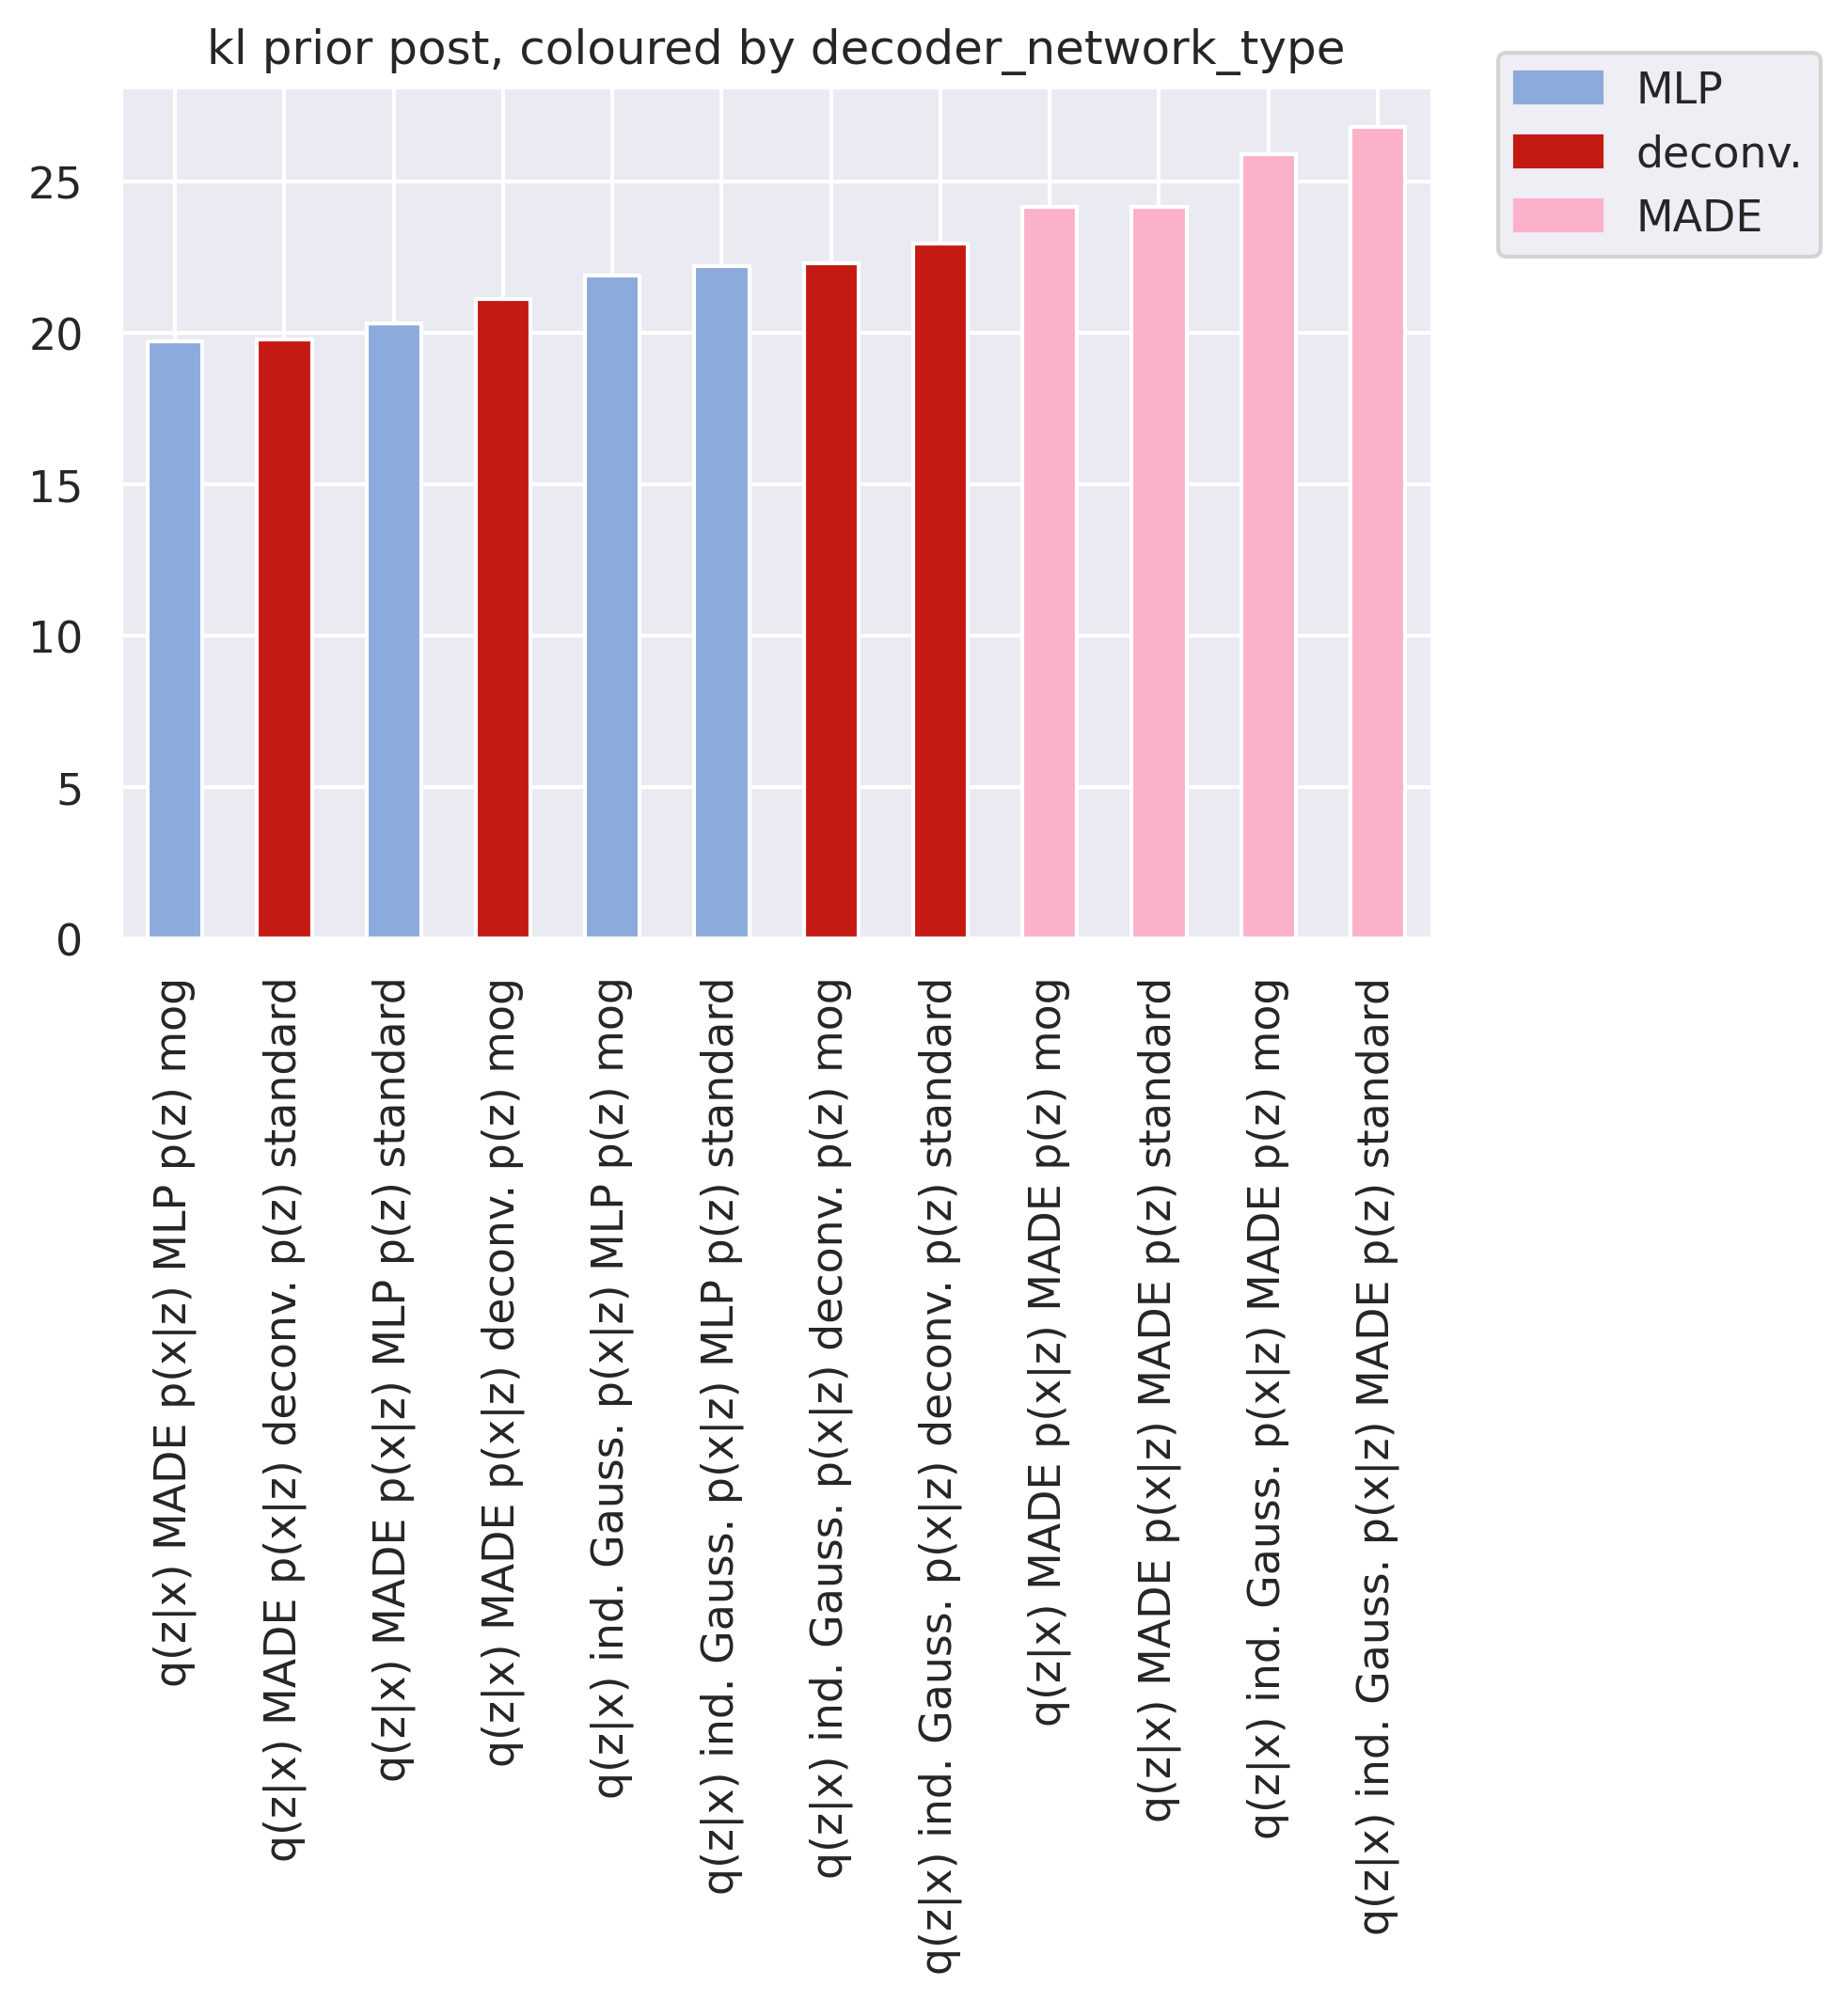 kl prior post, coloured by decoder_network_type
MLP
deconv.
MADE
25
20
15
10
5
0
q(z|x) MADE p(x|z) MLP p(z) mog
q(z|x) MADE p(x|z) deconv. p(z) standard
q(z|x) MADE p(x|z) MLP p(z) standard
q(z|x) MADE p(x|z) deconv. p(z) mog
q(z|x) ind. Gauss. p(x|z) MLP p(z) mog
q(z|x) ind. Gauss. p(x|z) MLP p(z) standard
q(z|x) ind. Gauss. p(x|z) deconv. p(z) mog
q(z|x) ind. Gauss. p(x|z) deconv. p(z) standard
q(z|x) MADE p(x|z) MADE p(z) mog
q(z|x) MADE p(x|z) MADE p(z) standard
q(z|x) ind. Gauss. p(x|z) MADE p(z) mog
q(z|x) ind. Gauss. p(x|z) MADE p(z) standard